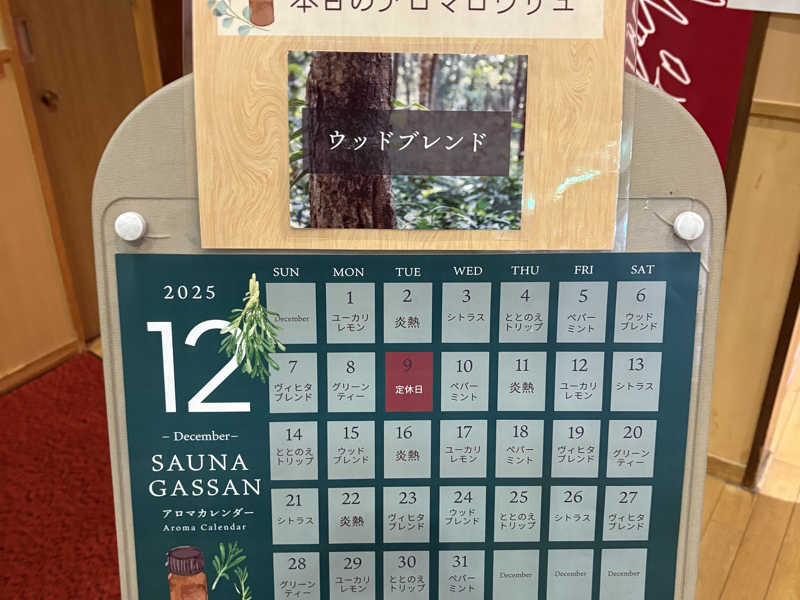 本日のアロマロウリュ
ウッドブレンド
2025
12
– December –
SAUNA
GASSAN
アロマカレンダー
Aroma Calendar
SUN MON TUE WED THU FRI SAT
December
1
ユーカリ
レモン
2
炎熱
3
シトラス
4
ととのえ
トリップ
5
ペパー
ミント
6
ウッド
ブレンド
7
ヴィヒタ
ブレンド
8
グリーン
ティー
9
定休日
10
ペパー
ミント
11
炎熱
12
ユーカリ
レモン
13
シトラス
14
ととのえ
トリップ
15
ウッド
ブレンド
16
炎熱
17
ユーカリ
レモン
18
ペパー
ミント
19
ヴィヒタ
ブレンド
20
グリーン
ティー
21
シトラス
22
炎熱
23
ヴィヒタ
ブレンド
24
ウッド
ブレンド
25
ととのえ
トリップ
26
シトラス
27
ヴィヒタ
ブレンド
28
グリーン
ティー
29
ユーカリ
レモン
30
ととのえ
トリップ
31
ペパー
ミント
December
December
December